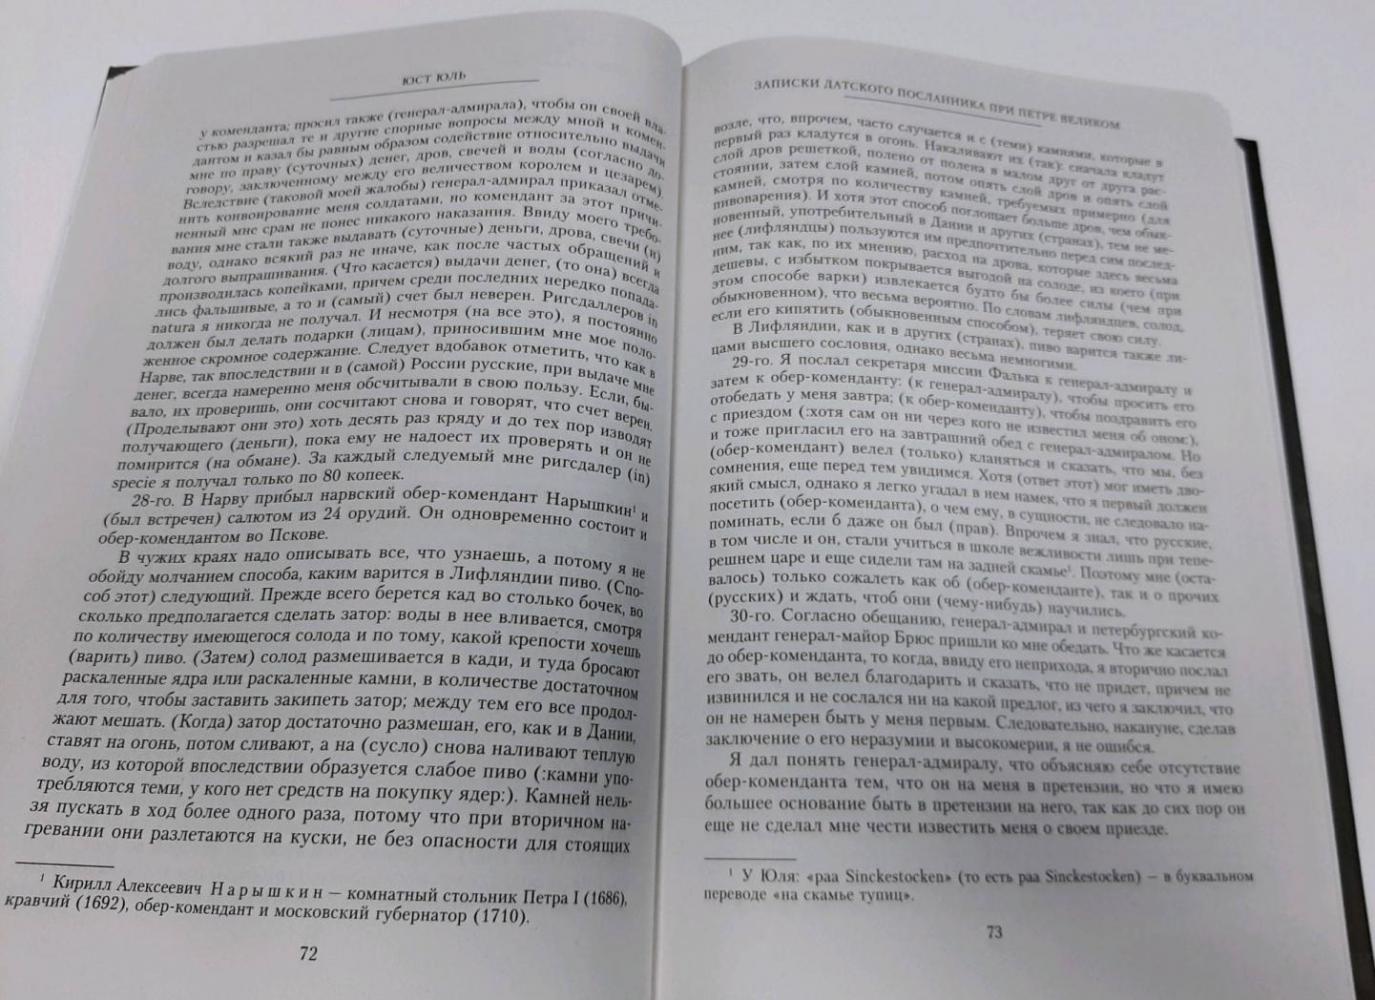 ЮСТ ЮЛЬ
у коменданта; просил также (генерал-адмирала), чтобы он своей вла-
стью разрешал те и другие спорные вопросы между мной и комен-
дантом и казал бы равным образом содействие относительно выдачи
мне по праву (суточных) денег, дров, свечей и воды (согласно до-
говору, заключенному между его величеством королем и цезарем).
Вследствие (таковой моей жалобы) генерал-адмирал приказал отме-
нить конвоирование меня солдатами, но комендант за этот причи-
ненный мне срам не понес никакого наказания. Ввиду моего требо-
вания мне стали также выдавать (суточные) деньги, дрова, свечи (и)
воду, однако всякий раз не иначе, как после частых обращений и
долгого выпрашивания. (Что касается) выдачи денег, (то она) всегда
производилась копейками, причем среди последних нередко попада-
лись фальшивые, а то и (самый) счет был неверен. Ригсдаллеров in
natura я никогда не получал. И несмотря (на все это), я постоянно
должен был делать подарки (лицам), приносившим мне мое поло-
женное скромное содержание. Следует вдобавок отметить, что как в
Нарве, так впоследствии и в (самой) России русские, при выдаче мне
денег, всегда намеренно меня обсчитывали в свою пользу. Если, бы-
вало, их проверишь, они сосчитают снова и говорят, что счет верен.
(Проделывают они это) хоть десять раз кряду и до тех пор изводят
получающего (деньги), пока ему не надоест их проверять и он не
помирится (на обмане). За каждый следуемый мне ригсдалер (in)
specie я получал только по 80 копеек.
28-го. В Нарву прибыл нарвский обер-комендант Нарышкин¹ и
(был встречен) салютом из 24 орудий. Он одновременно состоит и
обер-комендантом во Пскове.
В чужих краях надо описывать все, что узнаешь, а потому я не
обойду молчанием способа, каким варится в Лифляндии пиво. (Спо-
соб этот) следующий. Прежде всего берется кад во столько бочек, во
сколько предполагается сделать затор: воды в нее вливается, смотря
по количеству имеющегося солода и по тому, какой крепости хочешь
(варить) пиво. (Затем) солод размешивается в кади, и туда бросают
раскаленные ядра или раскаленные камни, в количестве достаточном
для того, чтобы заставить закипеть затор; между тем его все продол-
жают мешать. (Когда) затор достаточно размешан, его, как и в Дании,
ставят на огонь, потом сливают, а на (сусло) снова наливают теплую
воду, из которой впоследствии образуется слабое пиво (:камни упо-
требляются теми, у кого нет средств на покупку ядер:). Камней нель-
зя пускать в ход более одного раза, потому что при вторичном на-
гревании они разлетаются на куски, не без опасности для стоящих
¹ Кирилл Алексеевич Нарышкин — комнатный стольник Петра I (1686),
кравчий (1692), обер-комендант и московский губернатор (1710).
72
ЗАПИСКИ ДАТСКОГО ПОСЛАННИКА ПРИ ПЕТРЕ ВЕЛИКОМ
возле, что, впрочем, часто случается и с (теми) камнями, которые в
первый раз кладутся в огонь. Накаливают их (так): сначала кладут
слой дров решеткой, полено от полена в малом друг от друга рас-
стоянии, затем слой камней, потом опять слой дров и опять слой
камней, смотря по количеству камней, требуемых примерно (для
пивоварения). И хотя этот способ поглощает больше дров, чем обык-
новенный, употребительный в Дании и других (странах), тем не ме-
нее (лифляндцы) пользуются им предпочтительно перед сим послед-
ним, так как, по их мнению, расход на дрова, которые здесь весьма
дешевы, с избытком покрывается выгодой на солоде, из коего (при
этом способе варки) извлекается будто бы более силы (чем при
обыкновенном), что весьма вероятно. По словам лифляндцев, солод,
если его кипятить (обыкновенным способом), теряет свою силу.
В Лифляндии, как и в других (странах), пиво варится также ли-
цами высшего сословия, однако весьма немногими.
29-го. Я послал секретаря миссии Фалька к генерал-адмиралу и
затем к обер-коменданту: (к генерал-адмиралу), чтобы просить его
отобедать у меня завтра; (к обер-коменданту), чтобы поздравить его
с приездом (:хотя сам он ни через кого не известил меня об оном:),
и тоже пригласил его на завтрашний обед с генерал-адмиралом. Но
(обер-комендант) велел (только) кланяться и сказать, что мы, без
сомнения, еще перед тем увидимся. Хотя (ответ этот) мог иметь дво-
який смысл, однако я легко угадал в нем намек, что я первый должен
посетить (обер-коменданта), о чем ему, в сущности, не следовало на-
поминать, если б даже он был (прав). Впрочем я знал, что русские,
в том числе и он, стали учиться в школе вежливости лишь при тепе-
решнем царе и еще сидели там на задней скамье¹. Поэтому мне (оста-
валось) только сожалеть как об (обер-коменданте), так и о прочих
(русских) и ждать, чтоб они (чему-нибудь) научились.
30-го. Согласно обещанию, генерал-адмирал и петербургский ко-
мендант генерал-майор Брюс пришли ко мне обедать. Что же касается
до обер-коменданта, то когда, ввиду его неприхода, я вторично послал
его звать, он велел благодарить и сказать, что не придет, причем не
извинился и не сослался ни на какой предлог, из чего я заключил, что
он не намерен быть у меня первым. Следовательно, накануне, сделав
заключение о его неразумии и высокомерии, я не ошибся.
Я дал понять генерал-адмиралу, что объясняю себе отсутствие
обер-коменданта тем, что он на меня в претензии, но что я имею
большее основание быть в претензии на него, так как до сих пор он
еще не сделал мне чести известить меня о своем приезде.
¹ У Юля: «paa Sinckestocken» (то есть paa Sinckestocken) — в буквальном
переводе «на скамье тупиц».
73